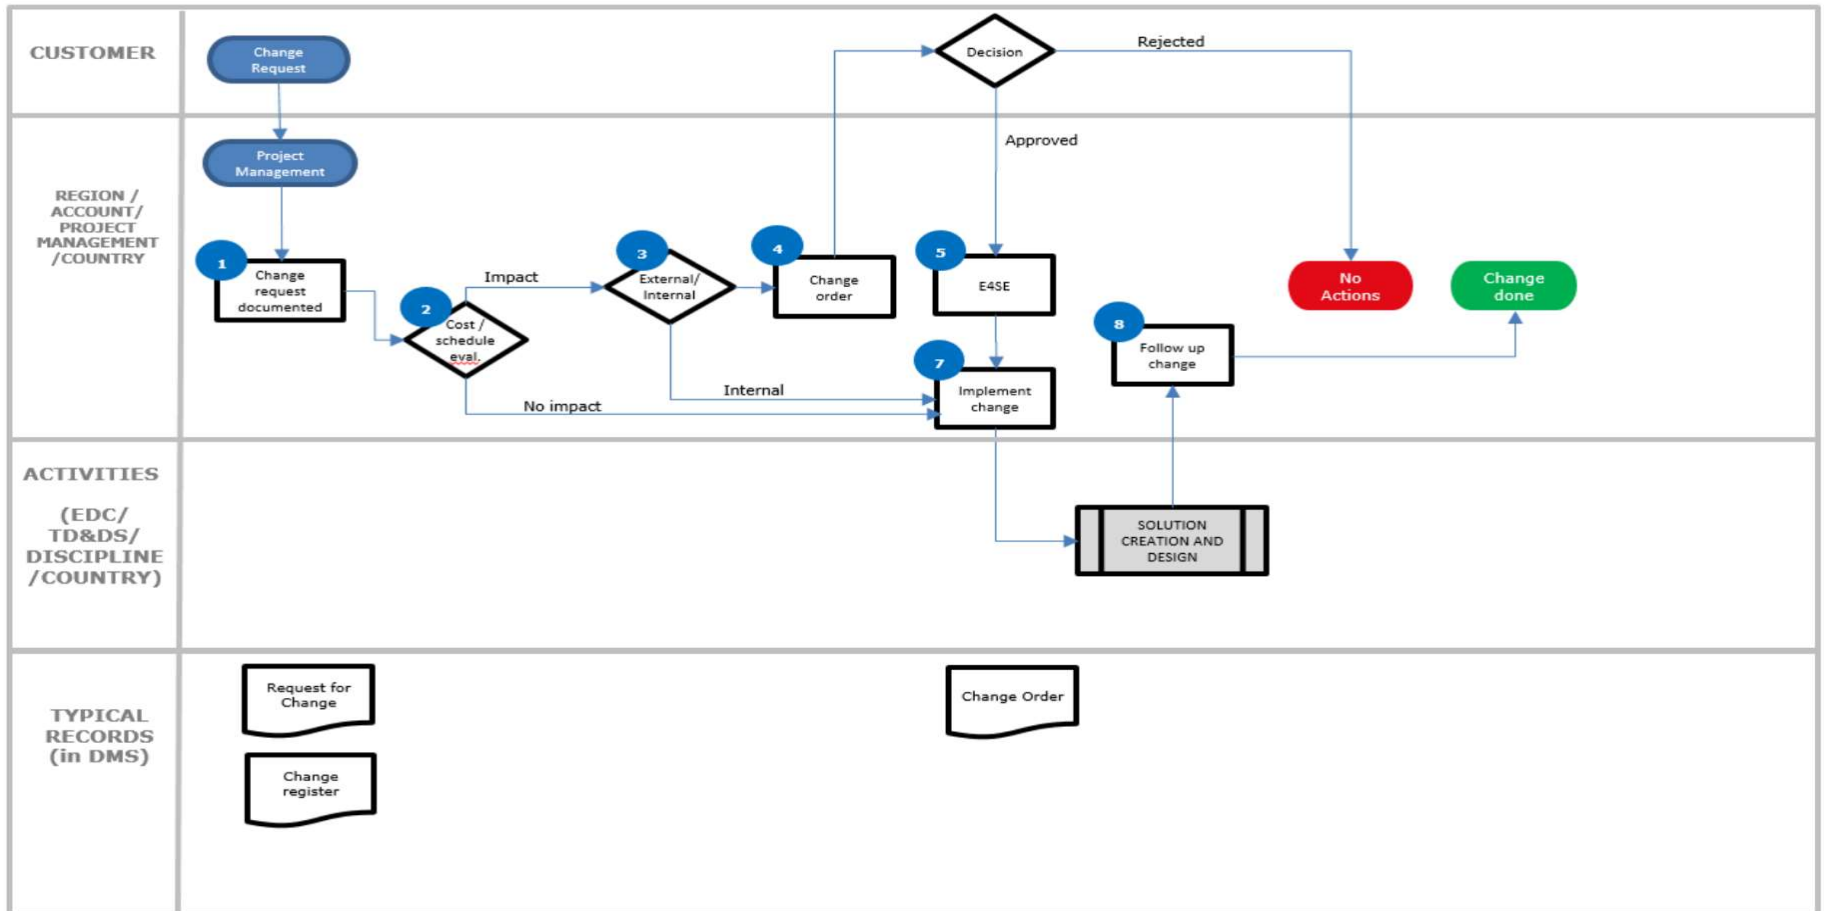 CUSTOMER
Change
Request
Decision
Rejected
REGION /
ACCOUNT/
PROJECT
MANAGEMENT
/COUNTRY
Project
Management
Approved
1
Change
request
documented
2
Cost /
schedule
eval.
Impact
No impact
3
External/
Internal
Internal
4
Change
order
5
E4SE
7
Implement
change
8
Follow up
change
No
Actions
Change
done
ACTIVITIES
(EDC/
TD&DS/
DISCIPLINE
/COUNTRY)
SOLUTION
CREATION AND
DESIGN
TYPICAL
RECORDS
(in DMS)
Request for
Change
Change
register
Change Order